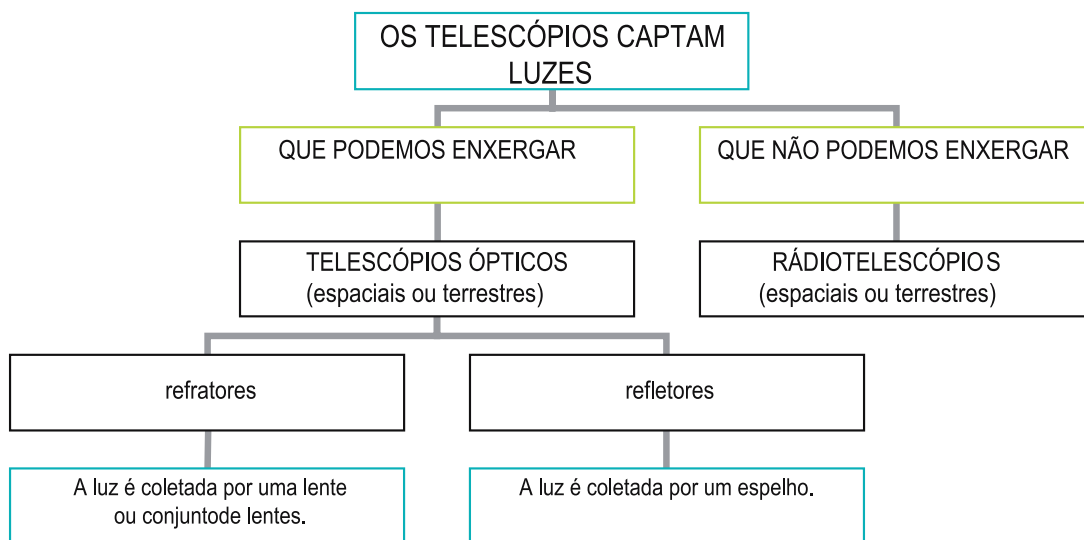 OS TELESCÓPIOS CAPTAM
LUZES
QUE PODEMOS ENXERGAR
QUE NÃO PODEMOS ENXERGAR
TELESCÓPIOS ÓPTICOS
(espaciais ou terrestres)
RÁDIOTELESCÓPIOS
(espaciais ou terrestres)
refratores
refletores
A luz é coletada por uma lente
ou conjuntode lentes.
A luz é coletada por um espelho.